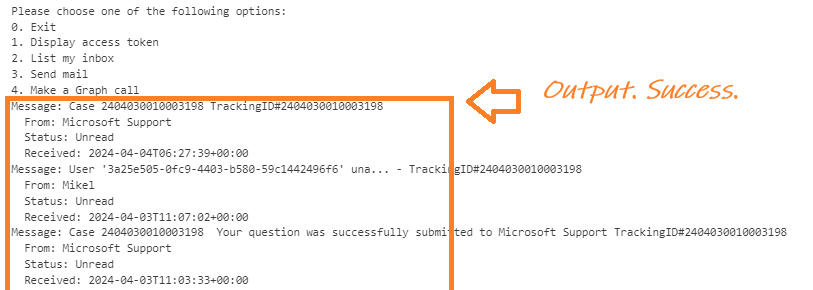 Please choose one of the following options:
0. Exit
1. Display access token
2. List my inbox
3. Send mail
4. Make a Graph call
Output. Success.
Message: Case 2404030010003198 TrackingID#2404030010003198
From: Microsoft Support
Status: Unread
Received: 2024-04-04T06:27:39+00:00
Message: User '3a25e505-0fc9-4403-b580-59c1442496f6' una... - TrackingID#2404030010003198
From: Mikel
Status: Unread
Received: 2024-04-03T11:07:02+00:00
Message: Case 2404030010003198  Your question was successfully submitted to Microsoft Support TrackingID#2404030010003198
From: Microsoft Support
Status: Unread
Received: 2024-04-03T11:03:33+00:00